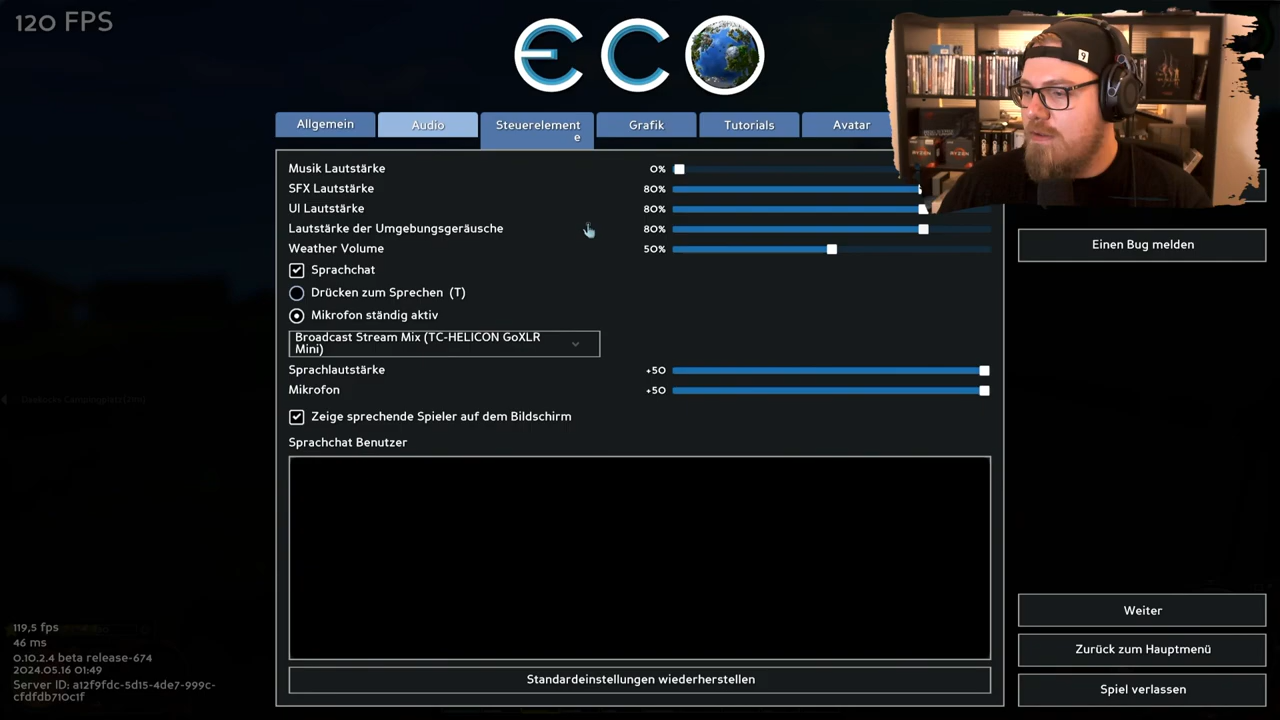 120 FPS
ECO
Allgemein
Audio
Steuerelement
e
Grafik
Tutorials
Avatar
Musik Lautstärke
0%
SFX Lautstärke
80%
UI Lautstärke
80%
Lautstärke der Umgebungsgeräusche
80%
Weather Volume
50%
Sprachchat
Drücken zum Sprechen (T)
Mikrofon ständig aktiv
Broadcast Stream Mix (TC-HELICON GoXLR
Mini)
Sprachlautstärke
+50
Mikrofon
+50
Zeige sprechende Spieler auf dem Bildschirm
Sprachchat Benutzer
Standardeinstellungen wiederherstellen
Einen Bug melden
Weiter
Zurück zum Hauptmenü
Spiel verlassen
119,5 fps
46 ms
0.10.2.4 beta release-674
2024.05.16 01:49
Server ID: a12f9fdc-5d15-4de7-999c-
cfdfdb710c1f
9
RYZEN
RYZEN